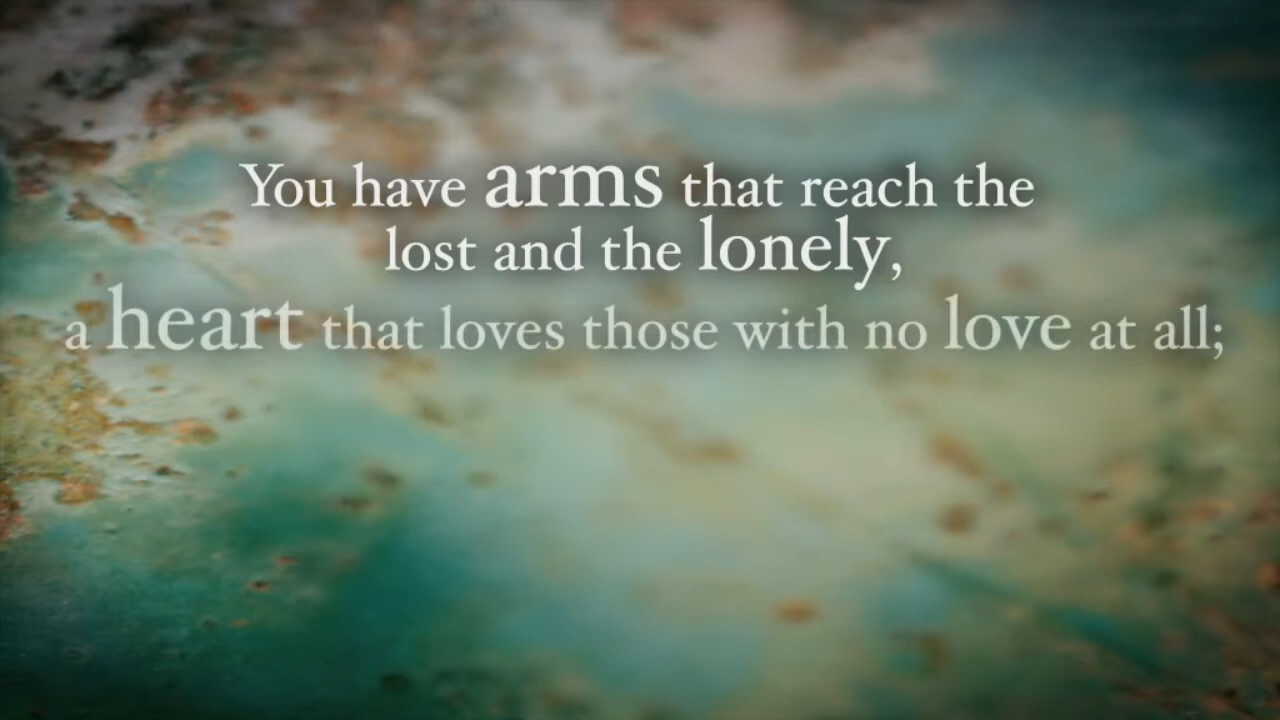 You have arms that reach the
lost and the lonely,
a heart that loves those with no love at all;